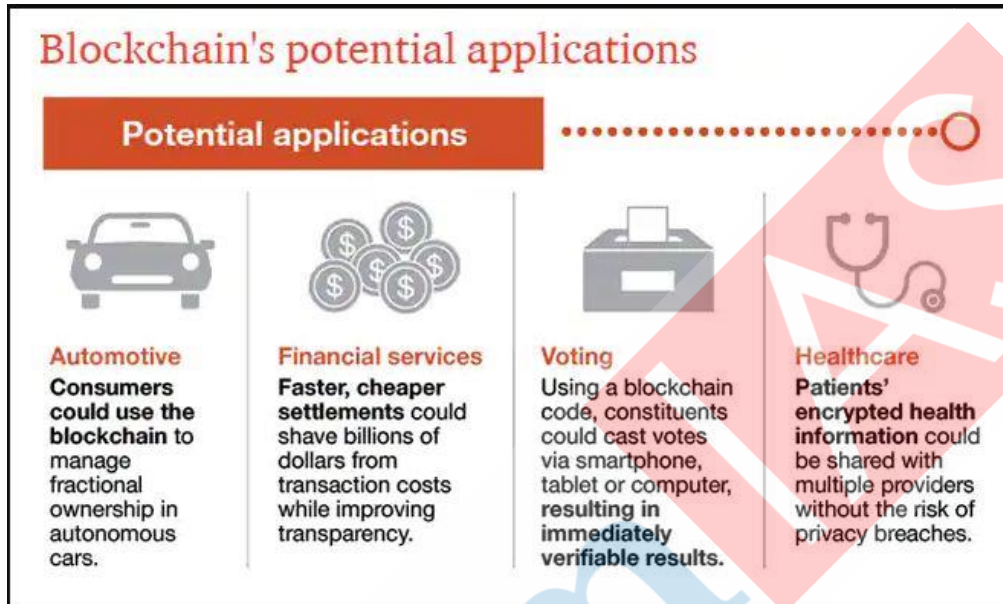 Blockchain's potential applications
Potential applications
Automotive
Consumers
could use the
blockchain to
manage
fractional
ownership in
autonomous
cars.
Financial services
Faster, cheaper
settlements could
shave billions of
dollars from
transaction costs
while improving
transparency.
Voting
Using a blockchain
code, constituents
could cast votes
via smartphone,
tablet or computer,
resulting in
immediately
verifiable results.
Healthcare
Patients'
encrypted health
information could
be shared with
multiple providers
without the risk of
privacy breaches.